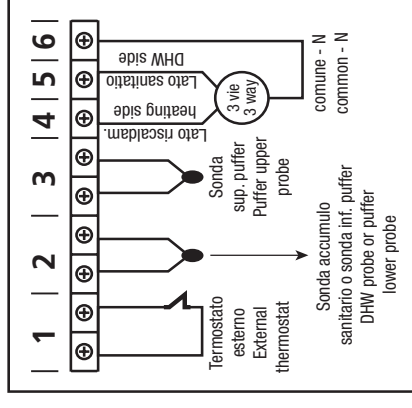 1 2 3 4 5 6
Termostato
esterno
External
thermostat
Sonda accumulo
sanitario o sonda inf. puffer
DHW probe or puffer
lower probe
Sonda
sup. puffer
Puffer upper
probe
Lato riscaldam.
heating side
Lato sanitatio
DHW side
3 vie
3 way
comune - N
common - N